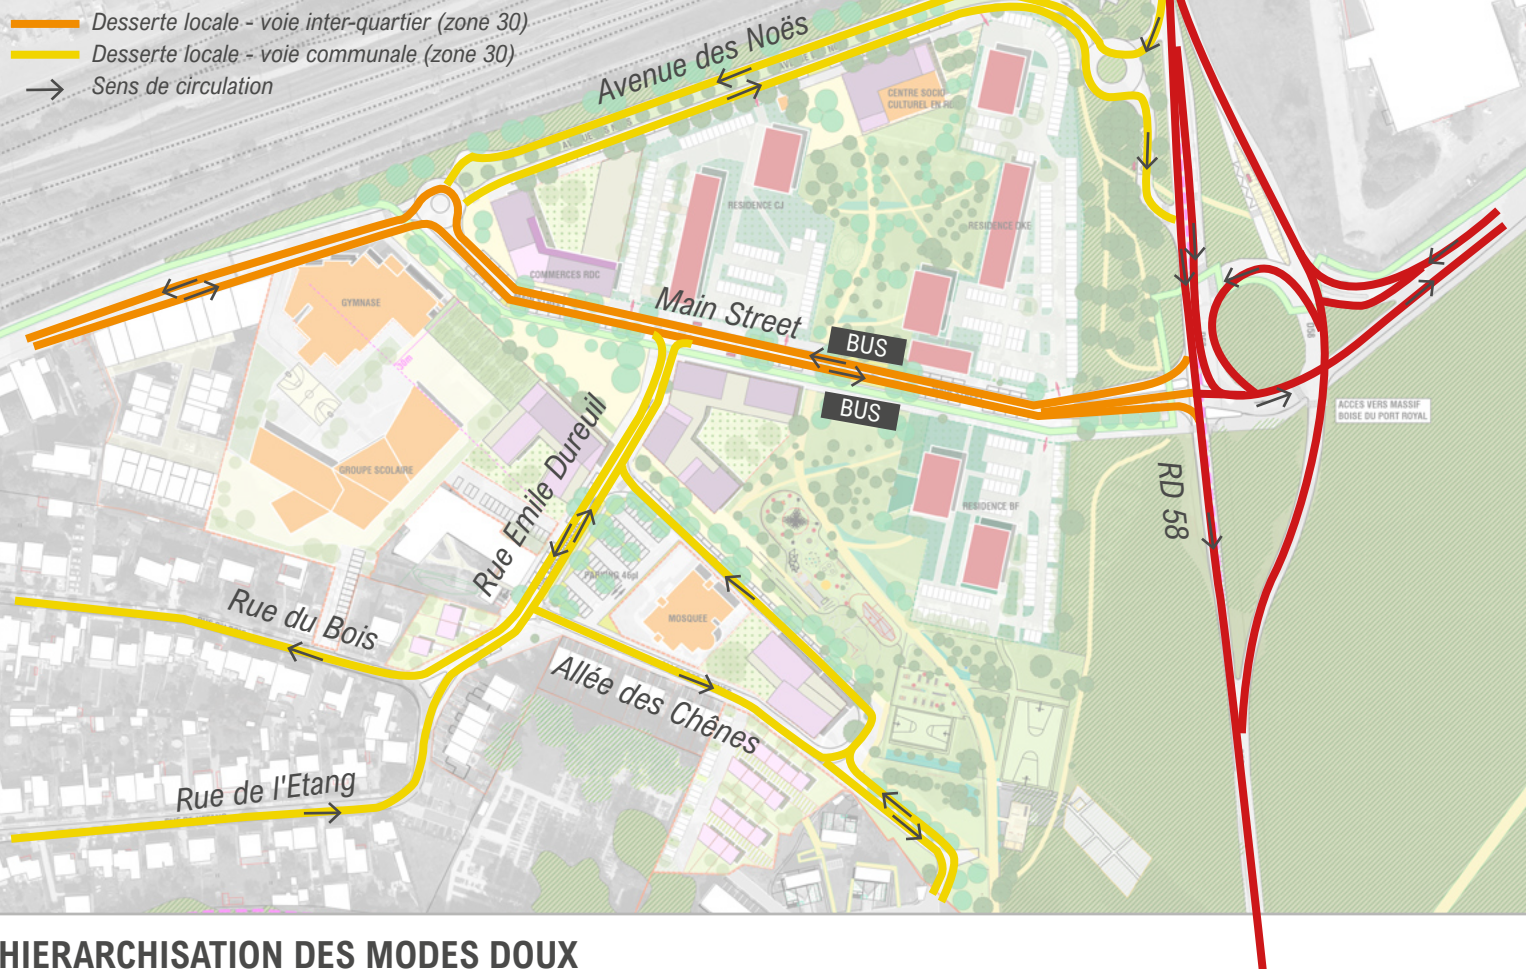 Desserte locale - voie inter-quartier (zone 30)
Desserte locale - voie communale (zone 30)
Sens de circulation
Avenue des Noës
CENTRE SOCIO
CULTUREL EN R
RESIDENCE CJ
RESIDENCE DKE
COMMERCES RDC
GYMNASE
Main Street
BUS
BUS
D58
ACCES VERS MASSIF
BOISE DU PORT ROYAL
GROUPE SCOLAIRE
Rue Emile Dureuil
RD 58
RESIDENCE BF
PARKING 46pl
MOSQUEE
Rue du Bois
Allée des Chênes
Rue de l'Etang
HIERARCHISATION DES MODES DOUX